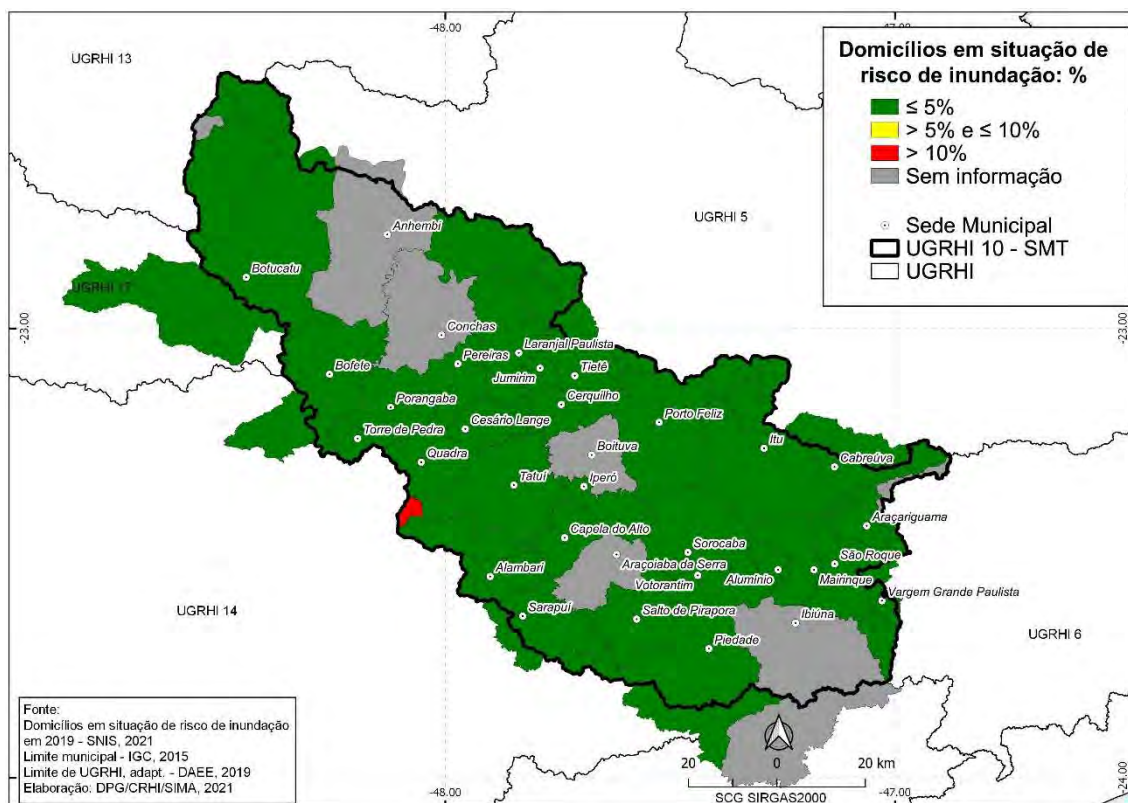 -48.00
-47.00
UGRHI 13
Domicílios em situação de
risco de inundação: %
≤ 5%
> 5% e ≤ 10%
> 10%
Sem informação
Sede Municipal
UGRHI 10 - SMT
UGRHI
UGRHI 5
Anhembi
Botucatu
UGRHI 17
-23.00
-23.00
Conchas
Laranjal Paulista
Pereiras
Bofete
Jumirim
Tietê
Cerquilho
Porangaba
Porto Feliz
Cesário Lange
Torre de Pedra
Itu
Boituva
Quadra
Cabreúva
Tatuí
Iperó
Araçariguama
Capela do Alto
Sorocaba
São Roque
Araçoiaba da Serra
Alambari
Votorantim
Alumínio
Mairinque
Vargem Grande Paulista
UGRHI 14
Sarapuí
Salto de Pirapora
Ibiúna
UGRHI 6
Piedade
Fonte:
Domicílios em situação de risco de inundação
em 2019 - SNIS, 2021
Limite municipal - IGC, 2015
Limite de UGRHI, adapt. - DAEE, 2019
Elaboração: DPG/CRHI/SIMA, 2021
20 0 20 km
SCG SIRGAS2000
-24.00
-48.00
-47.00